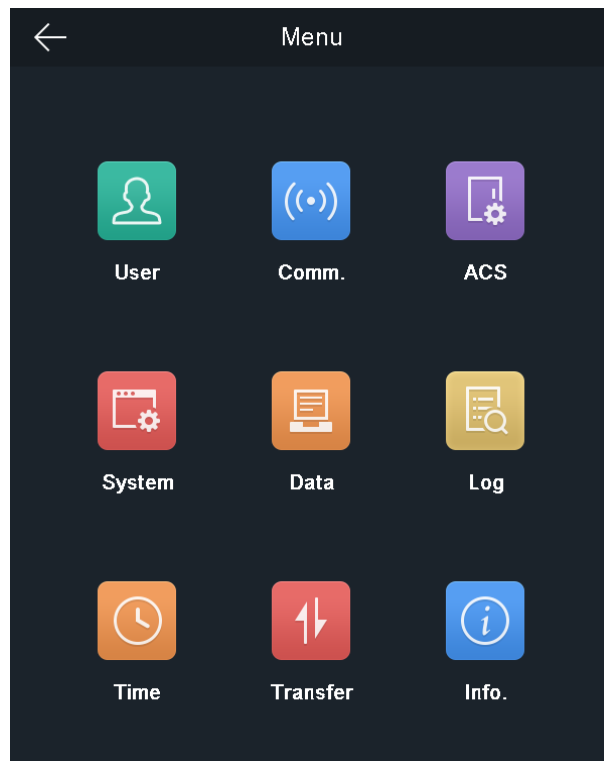 Menu
User
Comm.
ACS
System
Data
Log
Time
Transfer
Info.